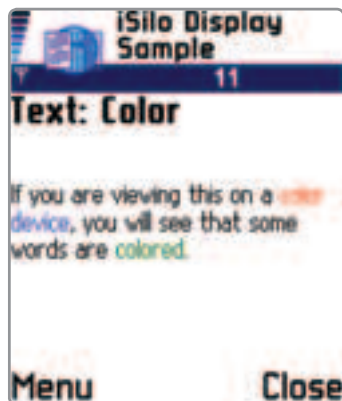 iSilo Display
Sample
11
Text: Color
If you are viewing this on a color
device, you will see that some
words are colored.
Menu Close